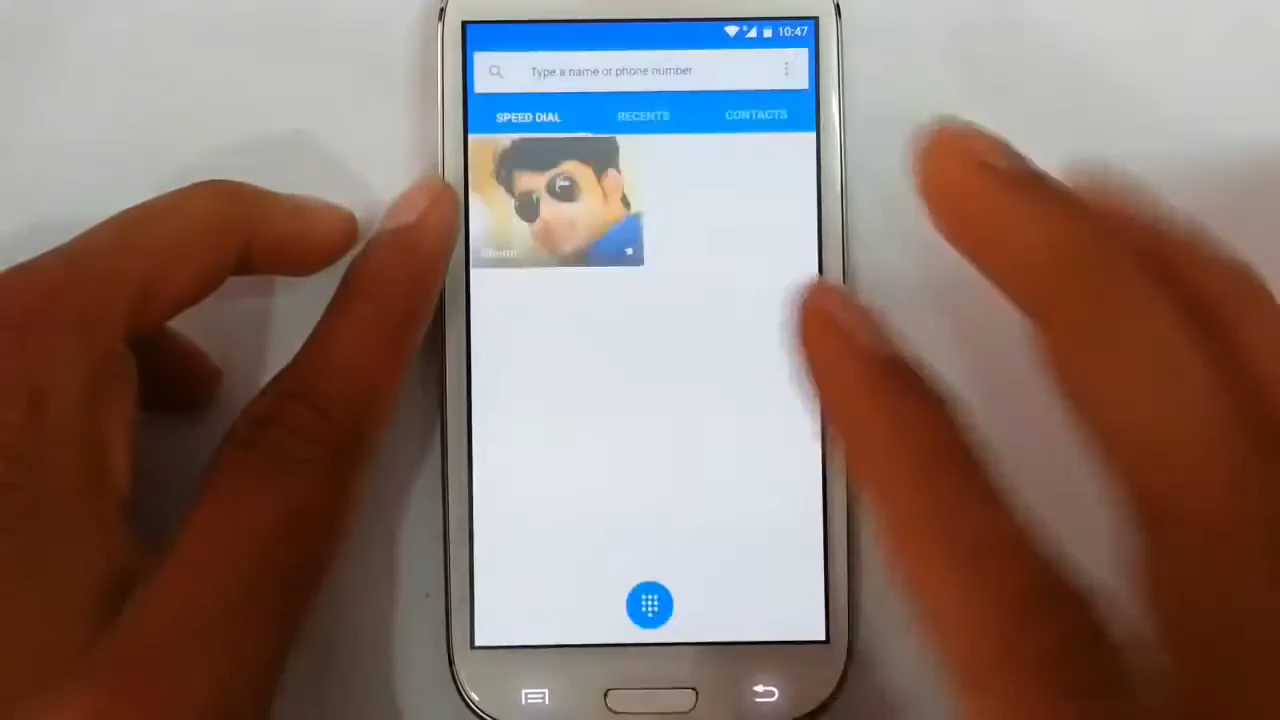 10:47
Type a name or phone number
SPEED DIAL
RECENTS
CONTACTS